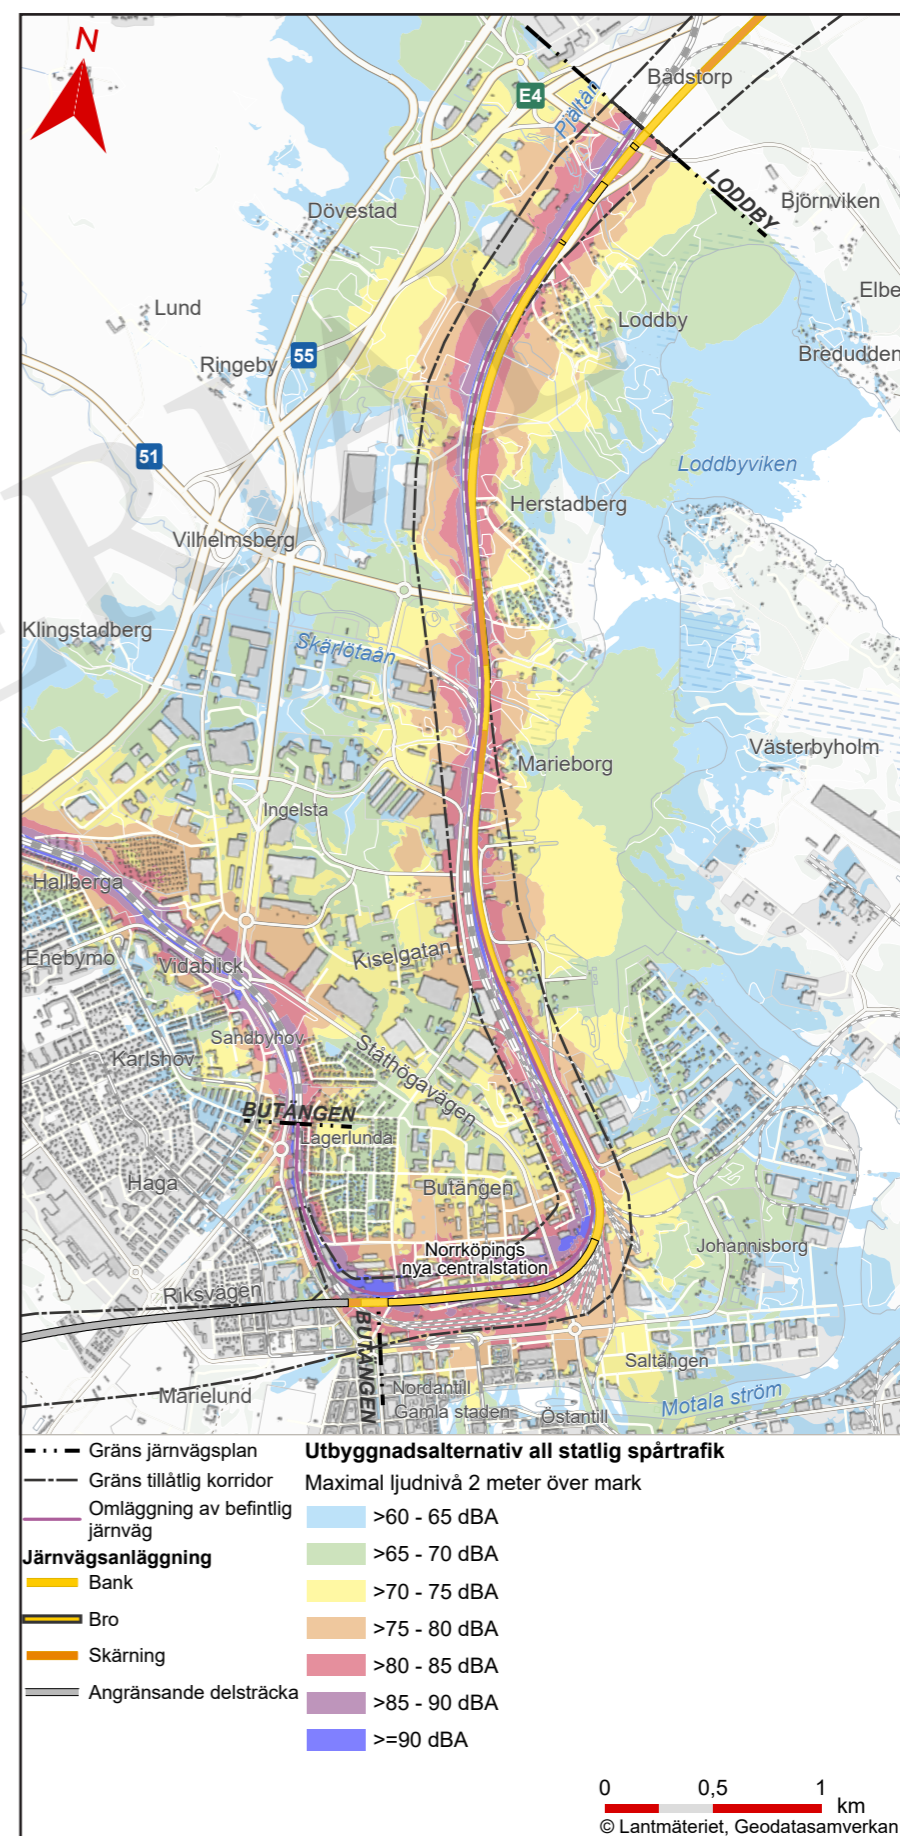 N
Bådstorp
E4
Pjältån
LODDBY
Björnviken
Dövestad
Elbe
Lund
Loddby
Ringeby
55
Bredudden
51
Loddbyviken
Herstadberg
Vilhelmsberg
Klingstadberg
Skärlötaån
Västerbyholm
Marieborg
Ingelsta
Hallberga
Enebymo
Vidablick
Kiselgatan
Sandbyhov
Karlshov
Ståthögavägen
BUTÄNGEN
Lagerlunda
Haga
Butängen
Johannisborg
Norrköpings
nya centralstation
Riksvägen
BUTÄNGEN
Saltängen
Marielund
Nordantill
Motala ström
Gamla staden
Östantill
Gräns järnvägsplan
Gräns tillåtlig korridor
Omläggning av befintlig
järnväg
Järnvägsanläggning
Bank
Bro
Skärning
Angränsande delsträcka
Utbyggnadsalternativ all statlig spårtrafik
Maximal ljudnivå 2 meter över mark
>60 - 65 dBA
>65 - 70 dBA
>70 - 75 dBA
>75 - 80 dBA
>80 - 85 dBA
>85 - 90 dBA
>=90 dBA
0 0,5 1
km
© Lantmäteriet, Geodatasamverkan